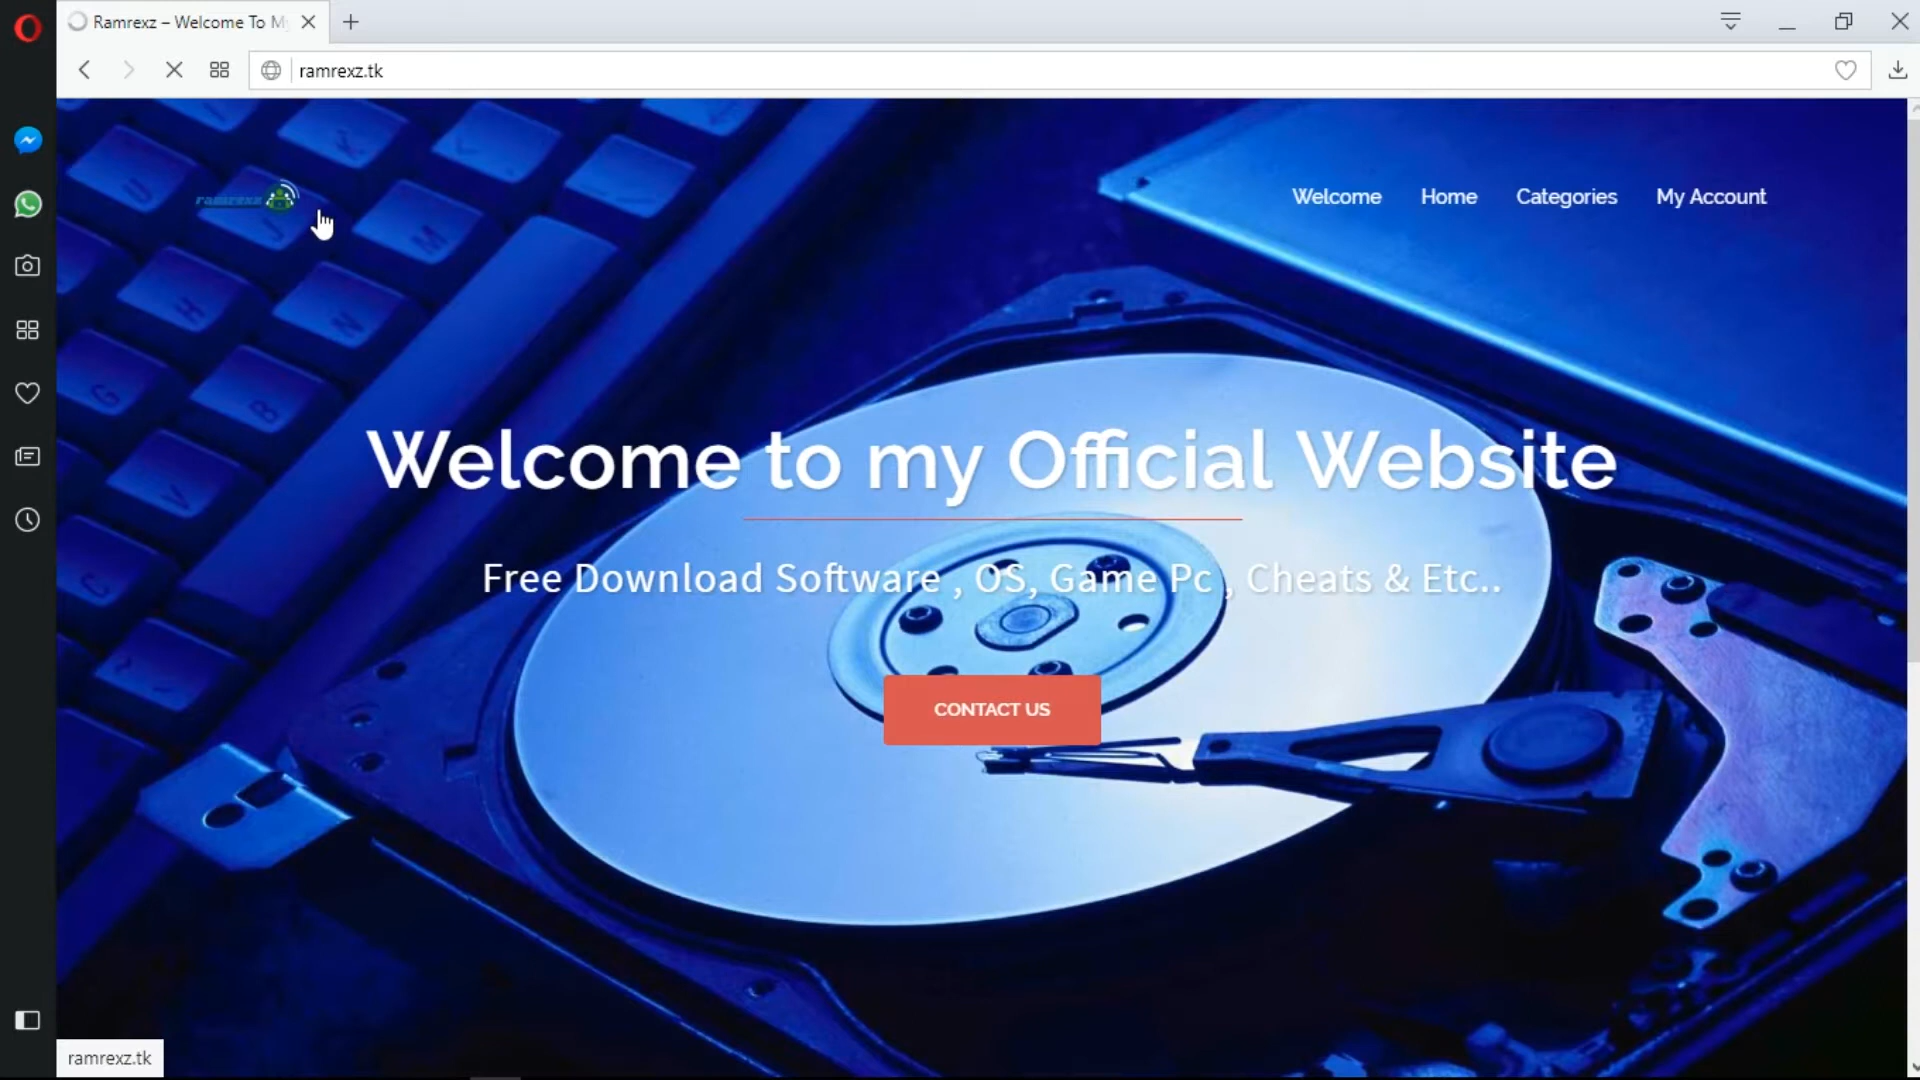 Ramrexz – Welcome To M
ramrexz.tk
ramrexz
Welcome Home Categories My Account
Welcome to my Official Website
Free Download Software , OS, Game Pc , Cheats & Etc..
CONTACT US
ramrexz.tk